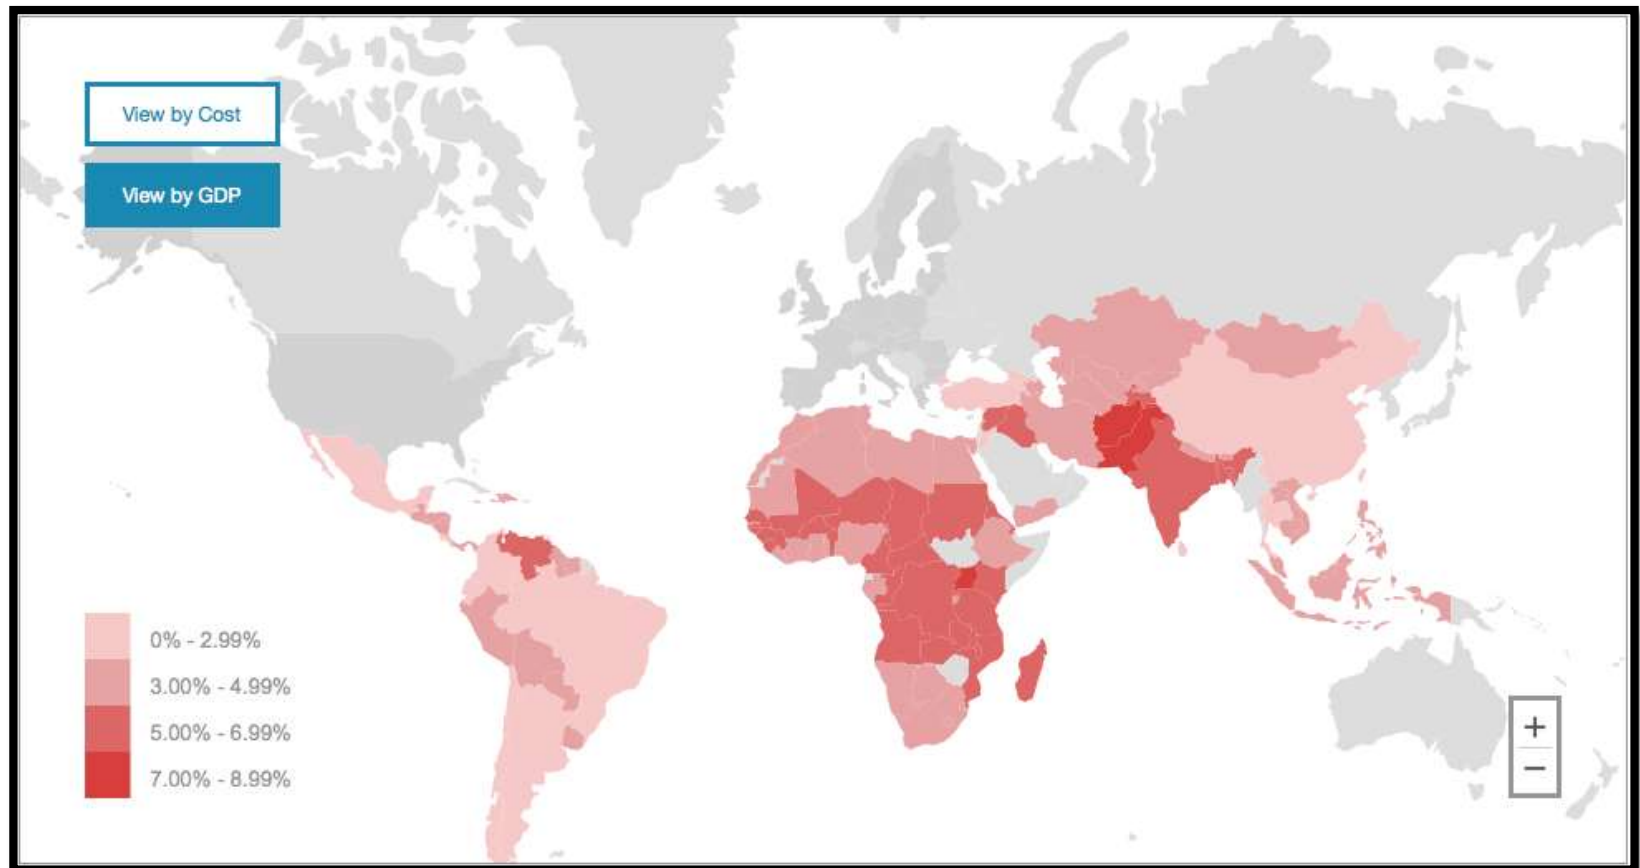 View by Cost
View by GDP
0% - 2.99%
3.00% - 4.99%
5.00% - 6.99%
7.00% - 8.99%
+
−